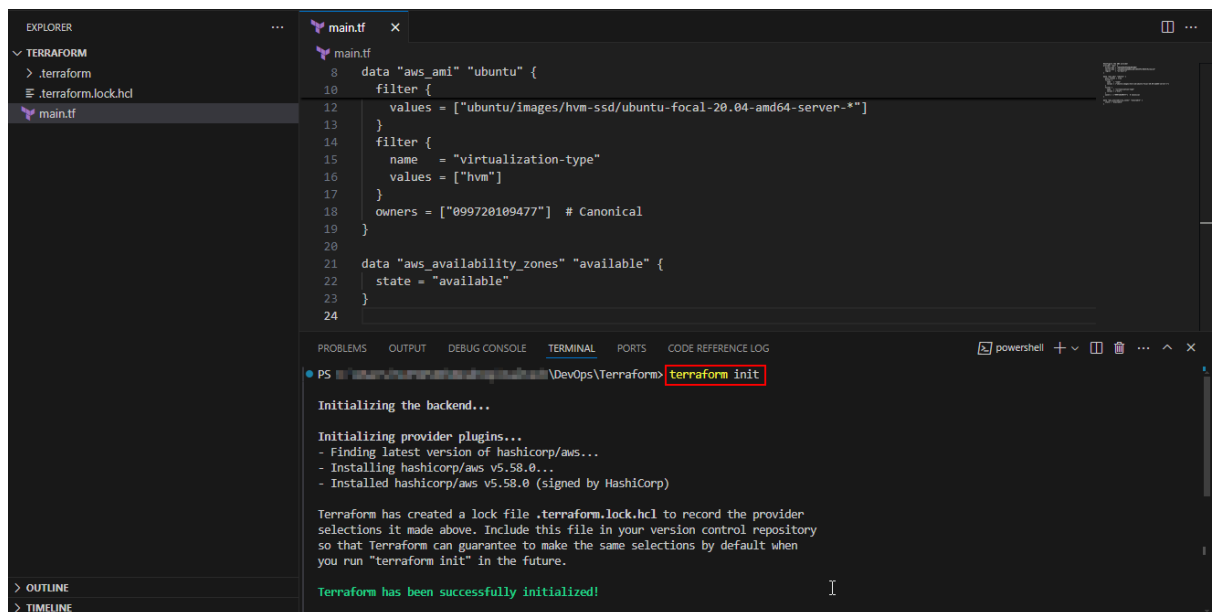 EXPLORER
TERRAFORM
.terraform
.terraform.lock.hcl
main.tf
OUTLINE
TIMELINE
main.tf
main.tf
8 data "aws_ami" "ubuntu" {
10 filter {
12 values = ["ubuntu/images/hvm-ssd/ubuntu-focal-20.04-amd64-server-*"]
13 }
14 filter {
15 name   = "virtualization-type"
16 values = ["hvm"]
17 }
18 owners = ["099720109477"]  # Canonical
19 }
20
21 data "aws_availability_zones" "available" {
22 state = "available"
23 }
24
PROBLEMS OUTPUT DEBUG CONSOLE TERMINAL PORTS CODE REFERENCE LOG powershell
PS \DevOps\Terraform> terraform init
Initializing the backend...
Initializing provider plugins...
- Finding latest version of hashicorp/aws...
- Installing hashicorp/aws v5.58.0...
- Installed hashicorp/aws v5.58.0 (signed by HashiCorp)
Terraform has created a lock file .terraform.lock.hcl to record the provider
selections it made above. Include this file in your version control repository
so that Terraform can guarantee to make the same selections by default when
you run "terraform init" in the future.
Terraform has been successfully initialized!